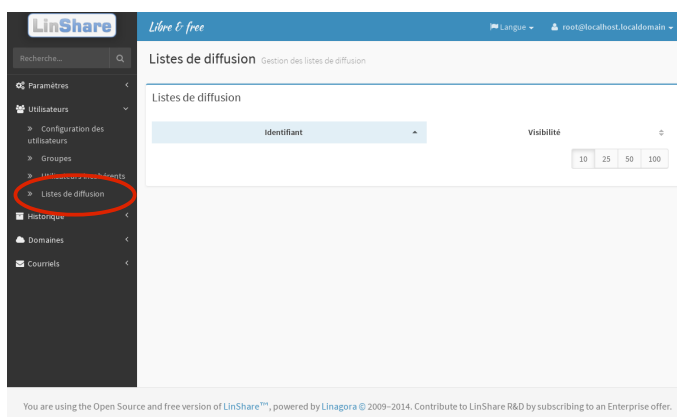 LinShare
Libre & free
Langue
root@localhost.localdomain
Recherche...
Listes de diffusion Gestion des listes de diffusion
Paramètres
Utilisateurs
Configuration des
utilisateurs
Groupes
Utilisateurs incohérents
Listes de diffusion
Historique
Domaines
Courriels
Listes de diffusion
Identifiant Visibilité
10 25 50 100
You are using the Open Source and free version of LinShare™, powered by Linagora © 2009–2014. Contribute to LinShare R&D by subscribing to an Enterprise offer.